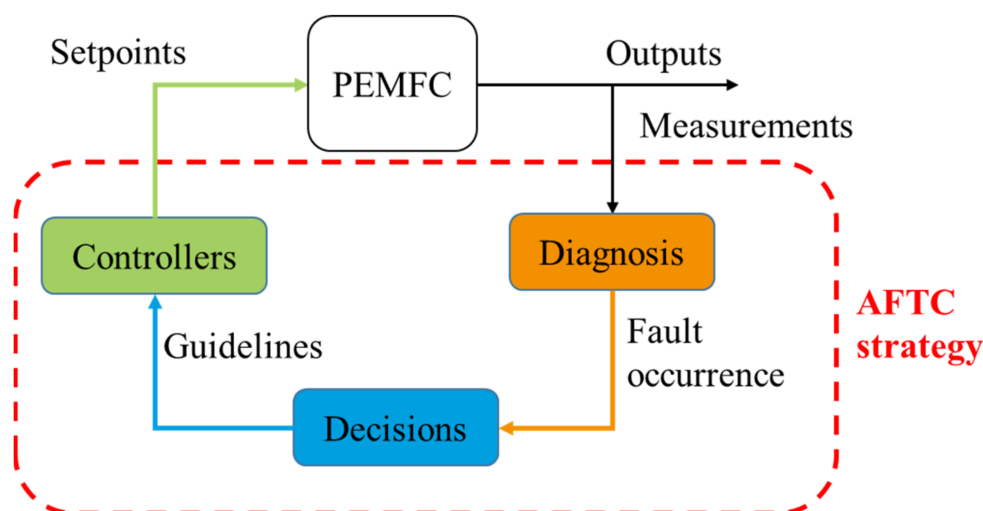 Setpoints
PEMFC
Outputs
Measurements
Controllers
Diagnosis
AFTC
strategy
Guidelines
Fault
occurrence
Decisions